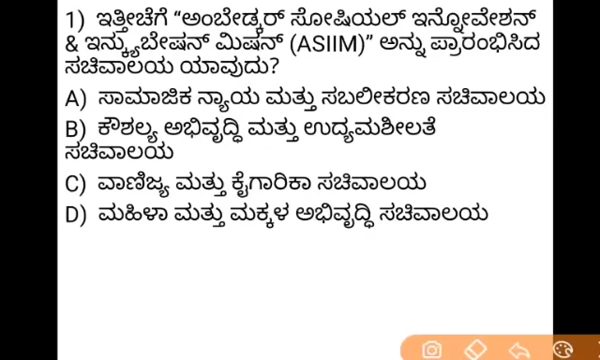 1) ಇತ್ತೀಚೆಗೆ “ಅಂಬೇಡ್ಕರ್ ಸೋಷಿಯಲ್ ಇನ್ನೋವೇಶನ್
& ಇನ್ಕ್ಯುಬೇಷನ್ ಮಿಷನ್ (ASIIM)” ಅನ್ನು ಪ್ರಾರಂಭಿಸಿದ
ಸಚಿವಾಲಯ ಯಾವುದು?
A) ಸಾಮಾಜಿಕ ನ್ಯಾಯ ಮತ್ತು ಸಬಲೀಕರಣ ಸಚಿವಾಲಯ
B) ಕೌಶಲ್ಯ ಅಭಿವೃದ್ಧಿ ಮತ್ತು ಉದ್ಯಮಶೀಲತೆ
ಸಚಿವಾಲಯ
C) ವಾಣಿಜ್ಯ ಮತ್ತು ಕೈಗಾರಿಕಾ ಸಚಿವಾಲಯ
D) ಮಹಿಳಾ ಮತ್ತು ಮಕ್ಕಳ ಅಭಿವೃದ್ಧಿ ಸಚಿವಾಲಯ